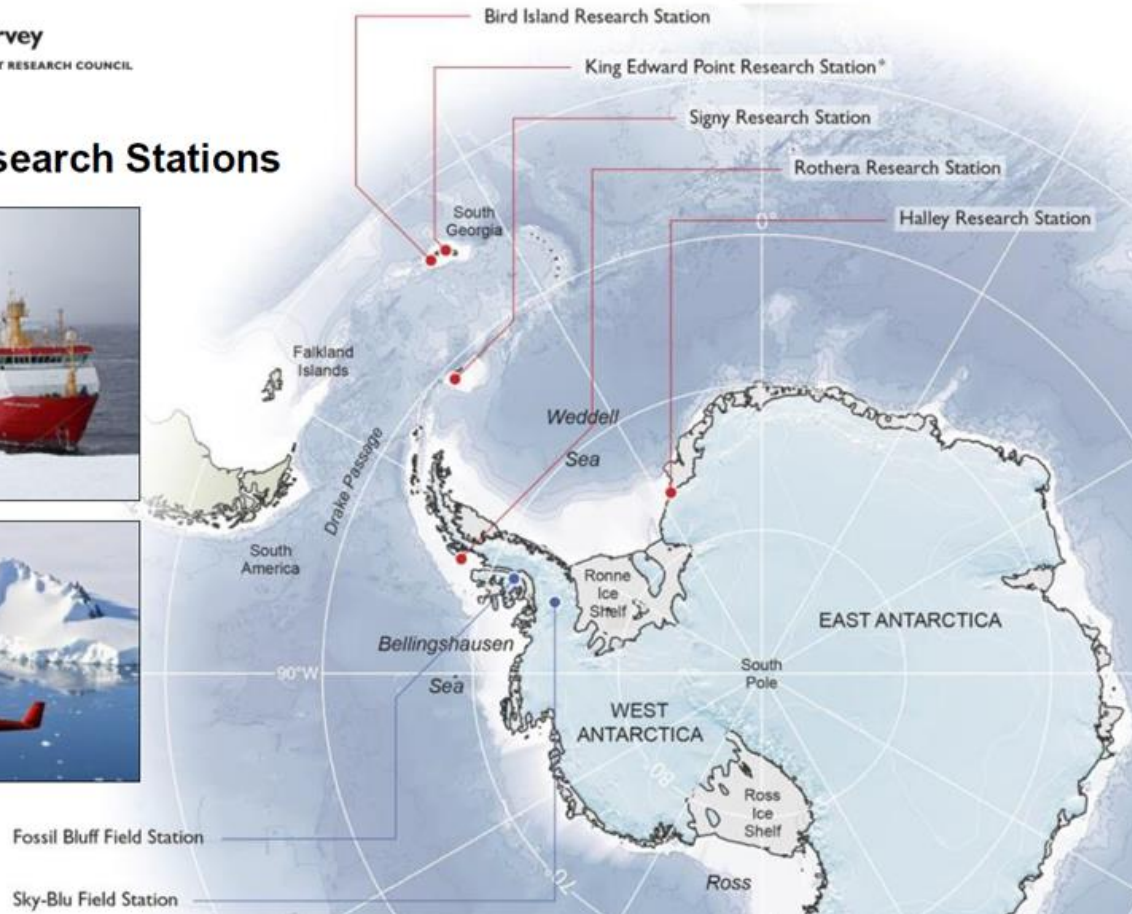 rvey
T RESEARCH COUNCIL
search Stations
Bird Island Research Station
King Edward Point Research Station*
Signy Research Station
Rothera Research Station
Halley Research Station
0°
South
Georgia
Falkland
Islands
Drake Passage
South
America
Weddell
Sea
Ronne
Ice
Shelf
Bellingshausen
Sea
90°W
EAST ANTARCTICA
South
Pole
WEST
ANTARCTICA
80
Ross
Ice
Shelf
70°
Ross
Fossil Bluff Field Station
Sky-Blu Field Station